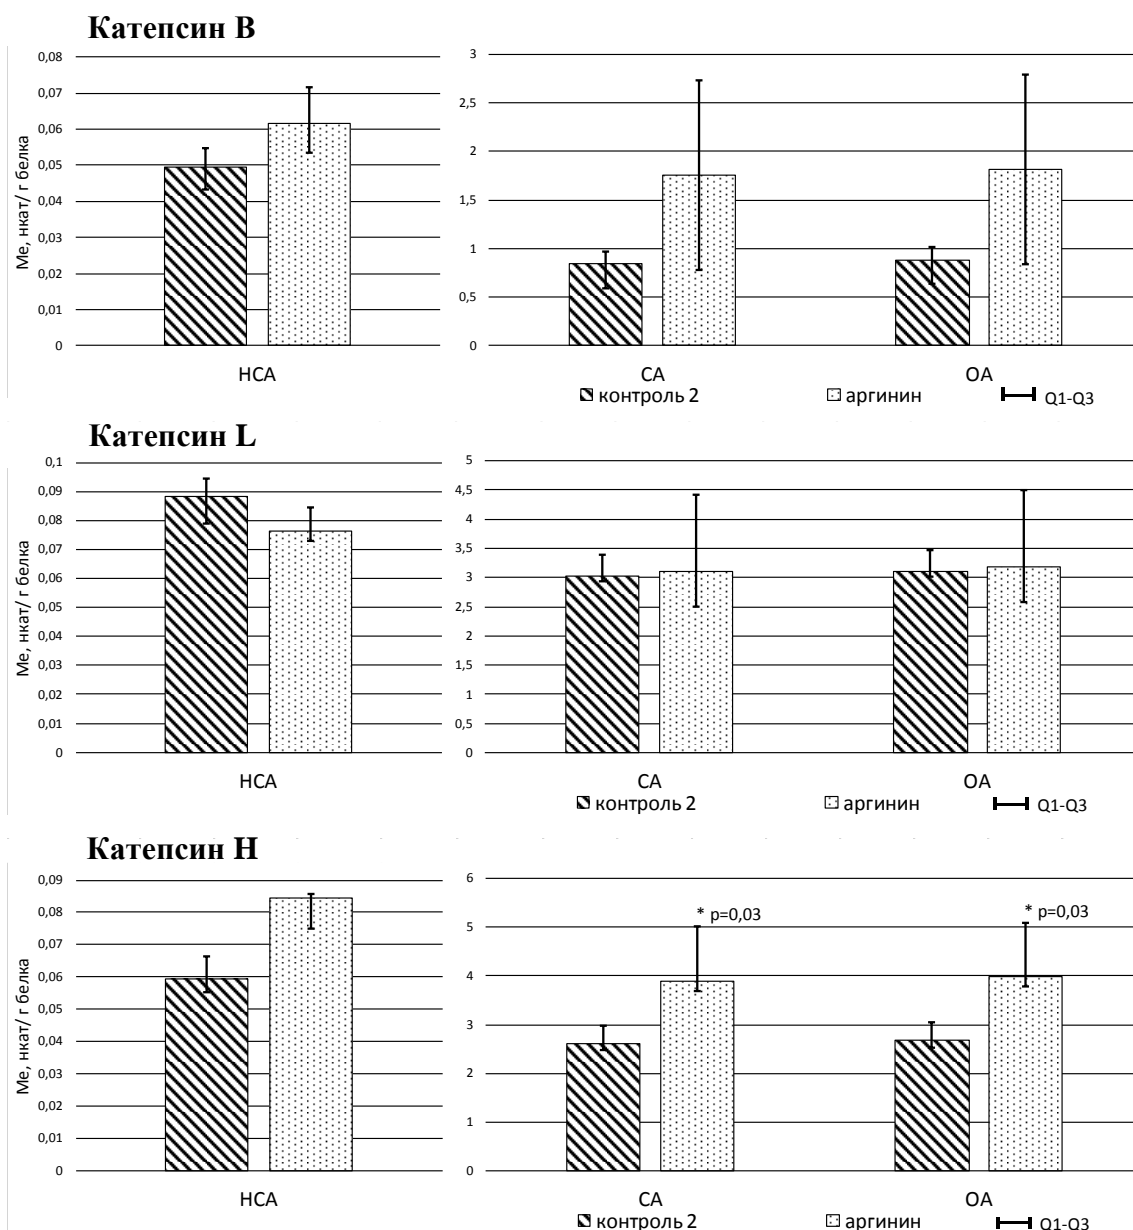 Катепсин В
Ме, нкат/ г белка
0,08
0,07
0,06
0,05
0,04
0,03
0,02
0,01
0
НСА
3
2,5
2
1,5
1
0,5
0
СА
ОА
контроль 2
аргинин
Q1-Q3
Катепсин L
Ме, нкат/ г белка
0,1
0,09
0,08
0,07
0,06
0,05
0,04
0,03
0,02
0,01
0
НСА
5
4,5
4
3,5
3
2,5
2
1,5
1
0,5
0
СА
ОА
контроль 2
аргинин
Q1-Q3
Катепсин Н
Ме, нкат/ г белка
0,09
0,08
0,07
0,06
0,05
0,04
0,03
0,02
0,01
0
НСА
6
5
4
3
2
1
0
* р=0,03
* р=0,03
СА
ОА
контроль 2
аргинин
Q1-Q3